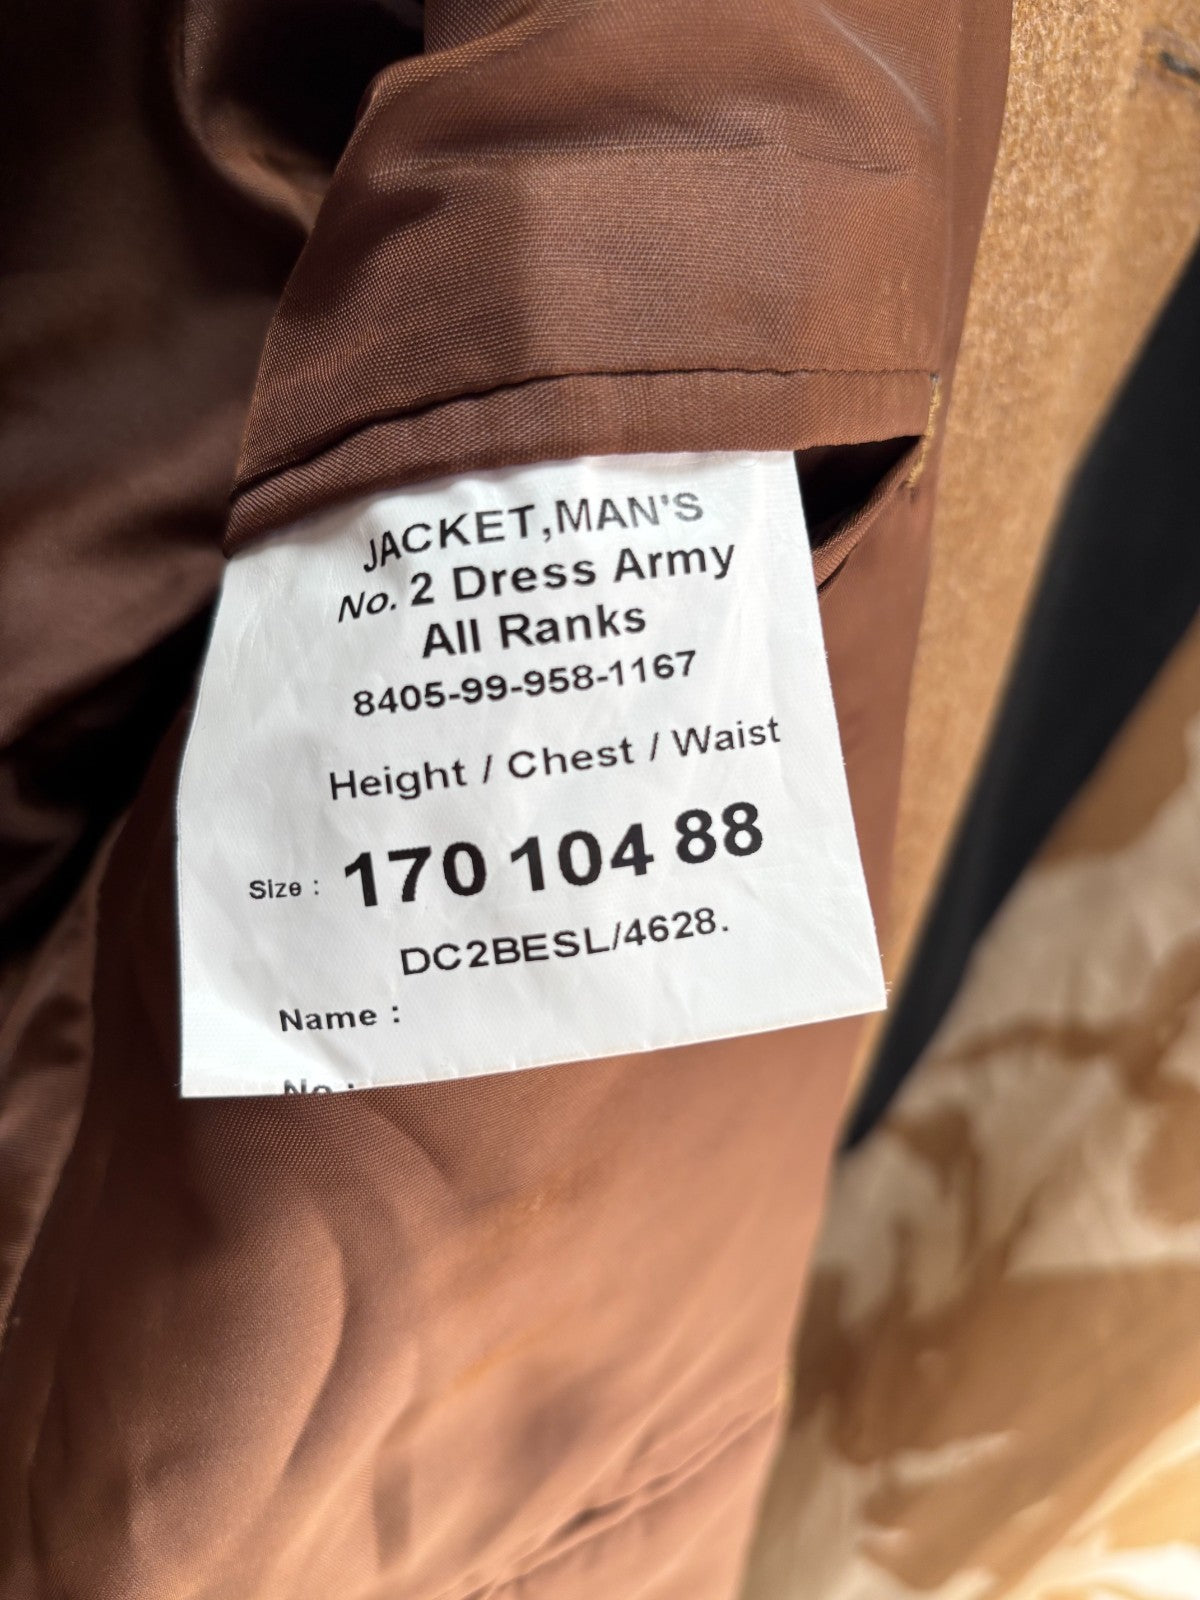 JACKET,MAN'S
No. 2 Dress Army
All Ranks
8405-99-958-1167
Height / Chest / Waist
Size : 170 104 88
DC2BESL/4628.
Name :
No :